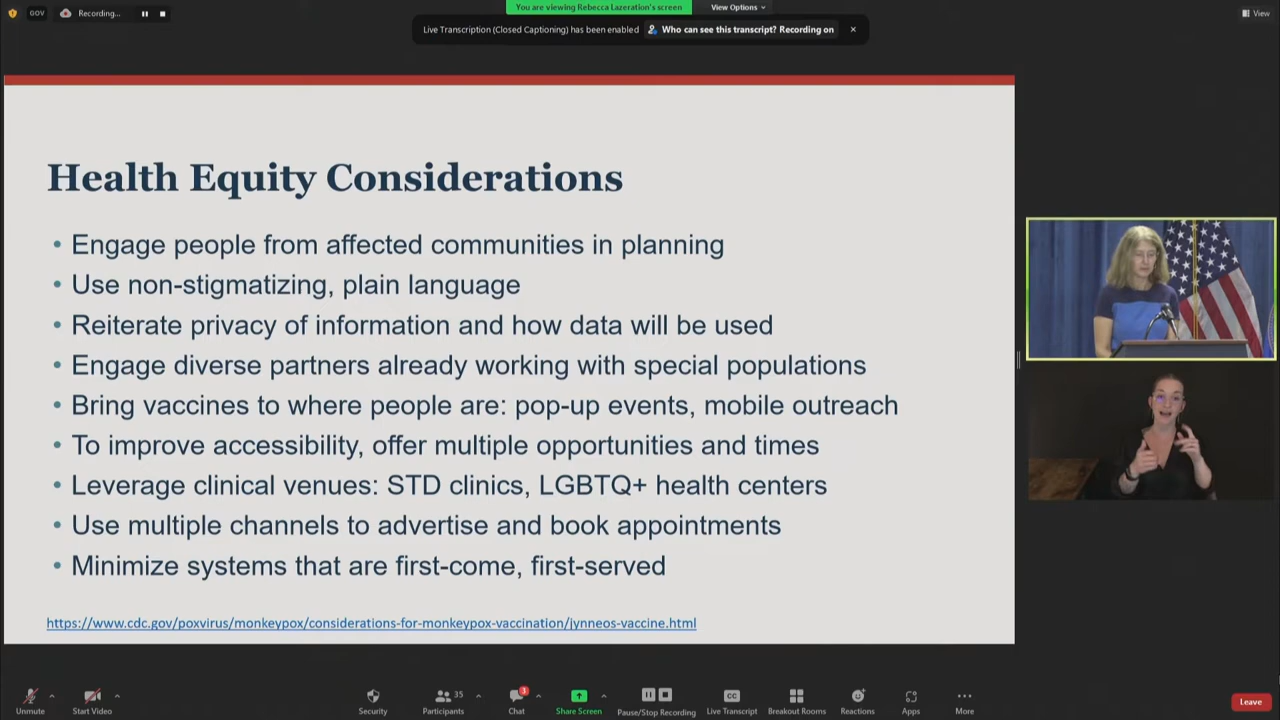 GOV
Recording...
You are viewing Rebecca Lazeration's screen
View Options
View
Live Transcription (Closed Captioning) has been enabled
Who can see this transcript? Recording on
Health Equity Considerations
• Engage people from affected communities in planning
• Use non-stigmatizing, plain language
• Reiterate privacy of information and how data will be used
• Engage diverse partners already working with special populations
• Bring vaccines to where people are: pop-up events, mobile outreach
• To improve accessibility, offer multiple opportunities and times
• Leverage clinical venues: STD clinics, LGBTQ+ health centers
• Use multiple channels to advertise and book appointments
• Minimize systems that are first-come, first-served
https://www.cdc.gov/poxvirus/monkeypox/considerations-for-monkeypox-vaccination/jynneos-vaccine.html
Unmute
Start Video
Security
35
Participants
3
Chat
Share Screen
Pause/Stop Recording
CC
Live Transcript
Breakout Rooms
Reactions
Apps
More
Leave